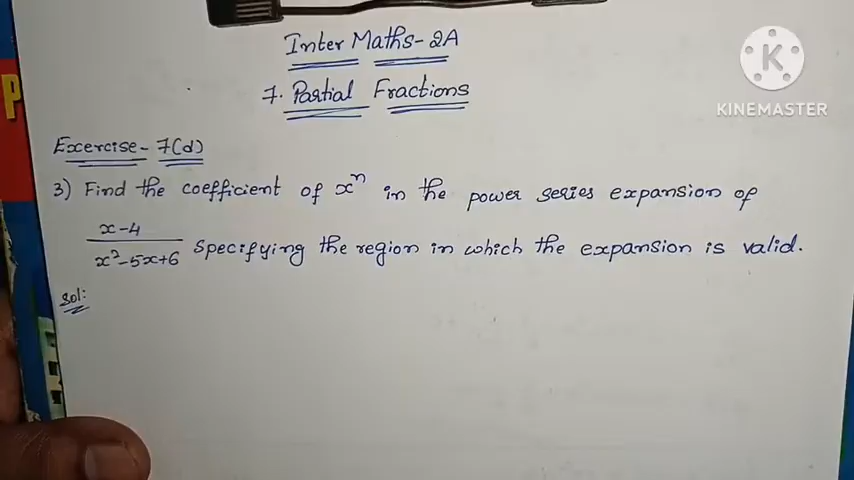 Inter Maths-2A
7. Partial Fractions
KINEMASTER
P
Excercise- 7(d)
3) Find the coefficient of xⁿ in the power series expansion of
x-4 / x²-5x+6 specifying the region in which the expansion is valid.
Sol: